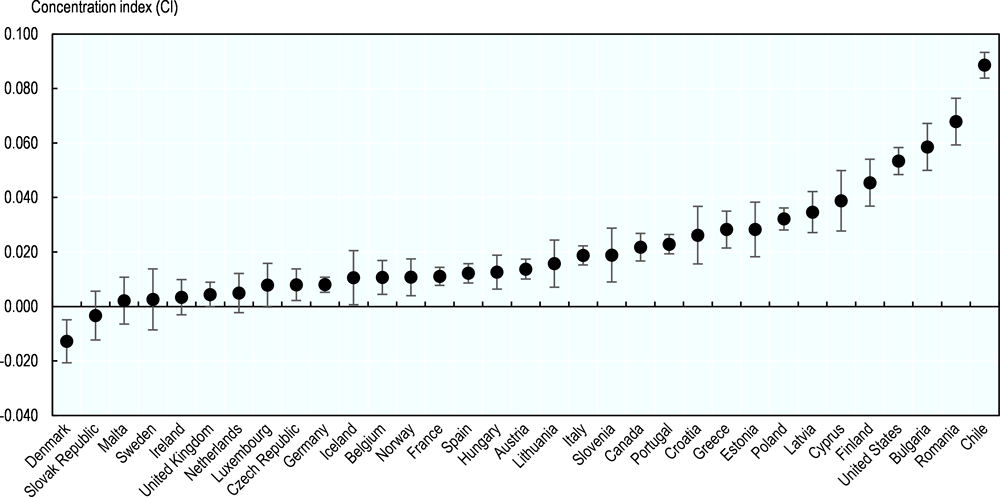 Concentration index (CI)
0.100
0.080
0.060
0.040
0.020
0.000
-0.020
-0.040
Denmark
Slovak Republic
Malta
Sweden
Ireland
United Kingdom
Netherlands
Luxembourg
Czech Republic
Germany
Iceland
Belgium
Norway
France
Spain
Hungary
Austria
Lithuania
Italy
Slovenia
Canada
Portugal
Croatia
Greece
Estonia
Poland
Latvia
Cyprus
Finland
United States
Bulgaria
Romania
Chile